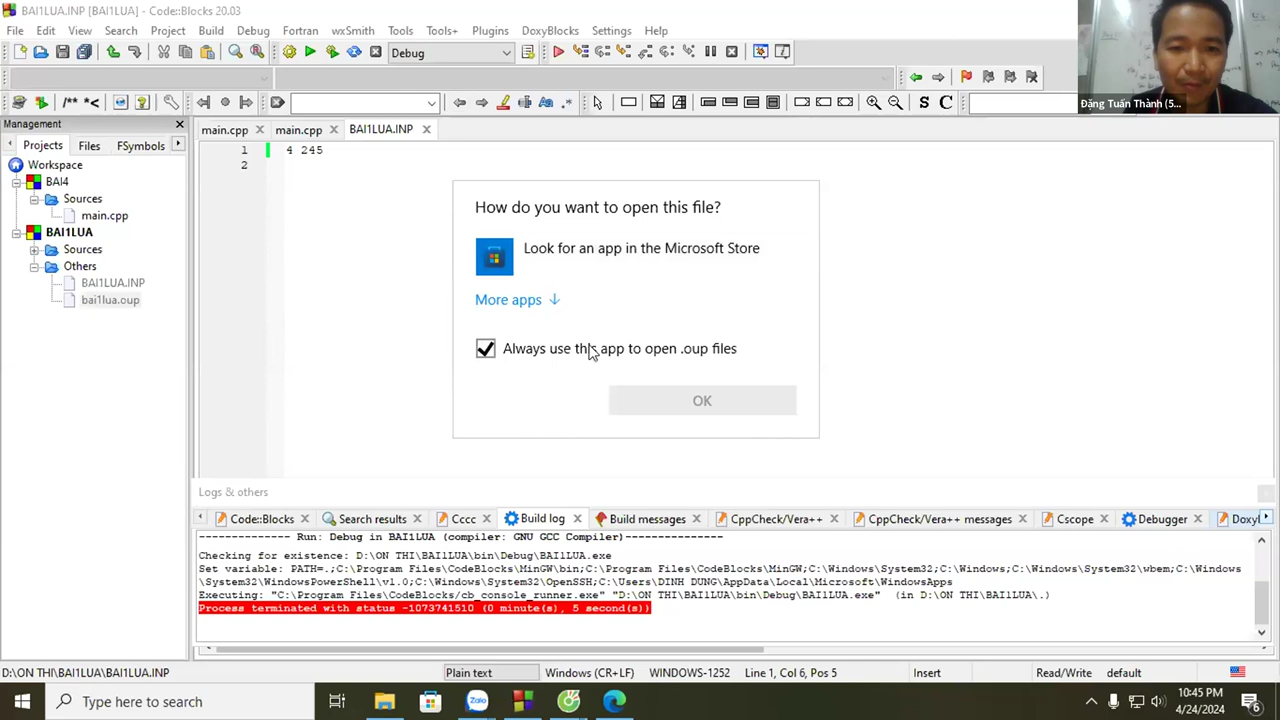 BAI1LUA.INP [BAI1LUA] - Code::Blocks 20.03
File Edit View Search Project Build Debug Fortran wxSmith Tools Tools+ Plugins DoxyBlocks Settings Help
Debug
/** *<
Aa .*
S C
Đặng Tuấn Thành (5...
Management
Projects Files FSymbols
main.cpp main.cpp BAI1LUA.INP
1 4 245
2
Workspace
BAI4
Sources
main.cpp
BAI1LUA
Sources
Others
BAI1LUA.INP
bai1lua.oup
How do you want to open this file?
Look for an app in the Microsoft Store
More apps
Always use this app to open .oup files
OK
Logs & others
Code::Blocks Search results Cccc Build log Build messages CppCheck/Vera++ CppCheck/Vera++ messages Cscope Debugger Doxyl
-------------- Run: Debug in BAI1LUA (compiler: GNU GCC Compiler)---------------
Checking for existence: D:\ON THI\BAI1LUA\bin\Debug\BAI1LUA.exe
Set variable: PATH=.;C:\Program Files\CodeBlocks\MinGW\bin;C:\Program Files\CodeBlocks\MinGW;C:\Windows\System32;C:\Windows;C:\Windows\System32\wbem;C:\Windows
\System32\WindowsPowerShell\v1.0;C:\Windows\System32\OpenSSH;C:\Users\DINH DUNG\AppData\Local\Microsoft\WindowsApps
Executing: "C:\Program Files\CodeBlocks/cb_console_runner.exe" "D:\ON THI\BAI1LUA\bin\Debug\BAI1LUA.exe" (in D:\ON THI\BAI1LUA\.)
Process terminated with status -1073741510 (0 minute(s), 5 second(s))
D:\ON THI\BAI1LUA\BAI1LUA.INP Plain text Windows (CR+LF) WINDOWS-1252 Line 1, Col 6, Pos 5 Insert Read/Write default
Type here to search
10:45 PM
4/24/2024
6